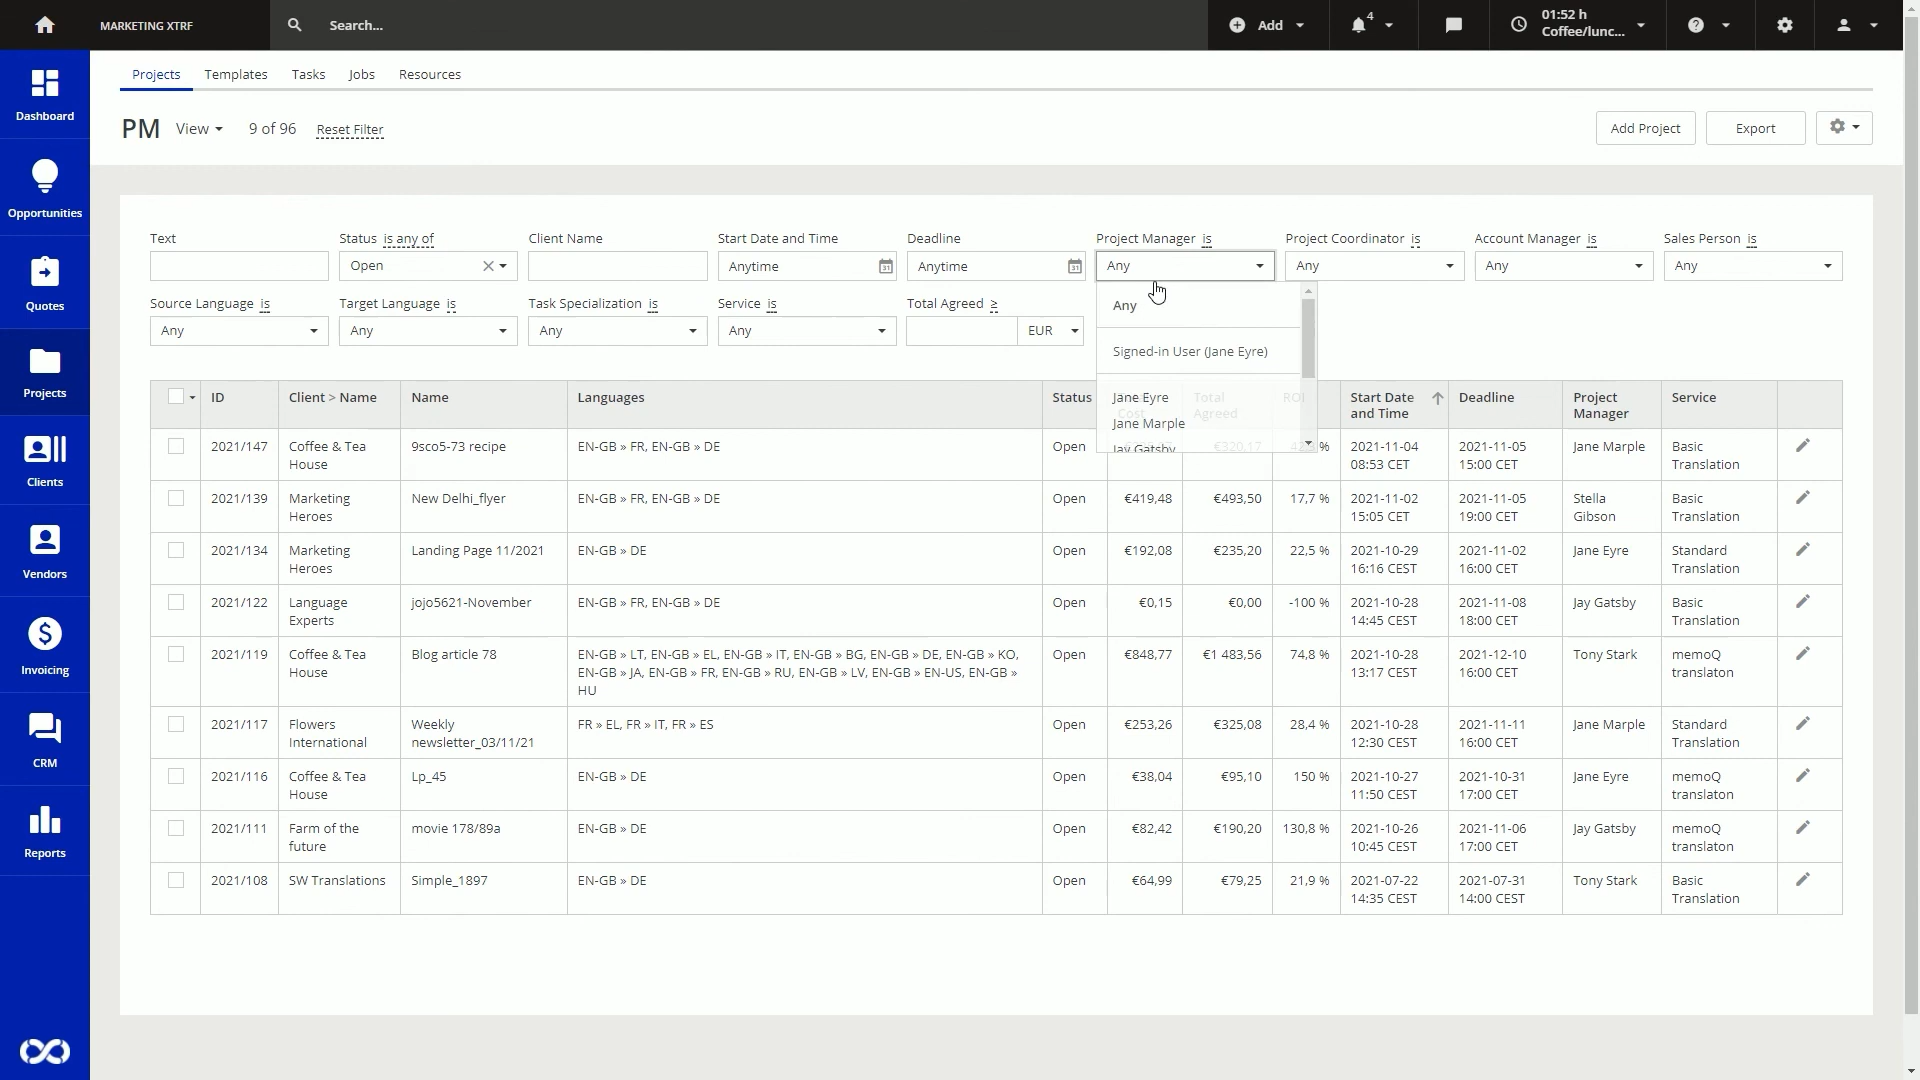 MARKETING XTRF
Search...
Add
4
01:52 h
Coffee/lunc...
Dashboard
Opportunities
Quotes
Projects
Clients
Vendors
Invoicing
CRM
Reports
Projects Templates Tasks Jobs Resources
PM View 9 of 96 Reset Filter
Add Project Export
Text Status is any of Client Name Start Date and Time Deadline Project Manager is Project Coordinator is Account Manager is Sales Person is
Open Anytime Anytime Any Any Any Any
Source Language is Target Language is Task Specialization is Service is Total Agreed ≥
Any Any Any Any EUR
Any
Signed-in User (Jane Eyre)
Jane Eyre
Jane Marple
Jay Gatsby
ID Client > Name Name Languages Status Cost Total Agreed ROI Start Date and Time Deadline Project Manager Service
2021/147 Coffee & Tea House 9sco5-73 recipe EN-GB » FR, EN-GB » DE Open €320,17 % 2021-11-04 08:53 CET 2021-11-05 15:00 CET Jane Marple Basic Translation
2021/139 Marketing Heroes New Delhi_flyer EN-GB » FR, EN-GB » DE Open €419,48 €493,50 17,7 % 2021-11-02 15:05 CET 2021-11-05 19:00 CET Stella Gibson Basic Translation
2021/134 Marketing Heroes Landing Page 11/2021 EN-GB » DE Open €192,08 €235,20 22,5 % 2021-10-29 16:16 CEST 2021-11-02 16:00 CET Jane Eyre Standard Translation
2021/122 Language Experts jojo5621-November EN-GB » FR, EN-GB » DE Open €0,15 €0,00 -100 % 2021-10-28 14:45 CEST 2021-11-08 18:00 CET Jay Gatsby Basic Translation
2021/119 Coffee & Tea House Blog article 78 EN-GB » LT, EN-GB » EL, EN-GB » IT, EN-GB » BG, EN-GB » DE, EN-GB » KO, EN-GB » JA, EN-GB » FR, EN-GB » RU, EN-GB » LV, EN-GB » EN-US, EN-GB » HU Open €848,77 €1 483,56 74,8 % 2021-10-28 13:17 CEST 2021-12-10 16:00 CET Tony Stark memoQ translaton
2021/117 Flowers International Weekly newsletter_03/11/21 FR » EL, FR » IT, FR » ES Open €253,26 €325,08 28,4 % 2021-10-28 12:30 CEST 2021-11-11 16:00 CET Jane Marple Standard Translation
2021/116 Coffee & Tea House Lp_45 EN-GB » DE Open €38,04 €95,10 150 % 2021-10-27 11:50 CEST 2021-10-31 17:00 CET Jane Eyre memoQ translaton
2021/111 Farm of the future movie 178/89a EN-GB » DE Open €82,42 €190,20 130,8 % 2021-10-26 10:45 CEST 2021-11-06 17:00 CET Jay Gatsby memoQ translaton
2021/108 SW Translations Simple_1897 EN-GB » DE Open €64,99 €79,25 21,9 % 2021-07-22 14:35 CEST 2021-07-31 14:00 CEST Tony Stark Basic Translation